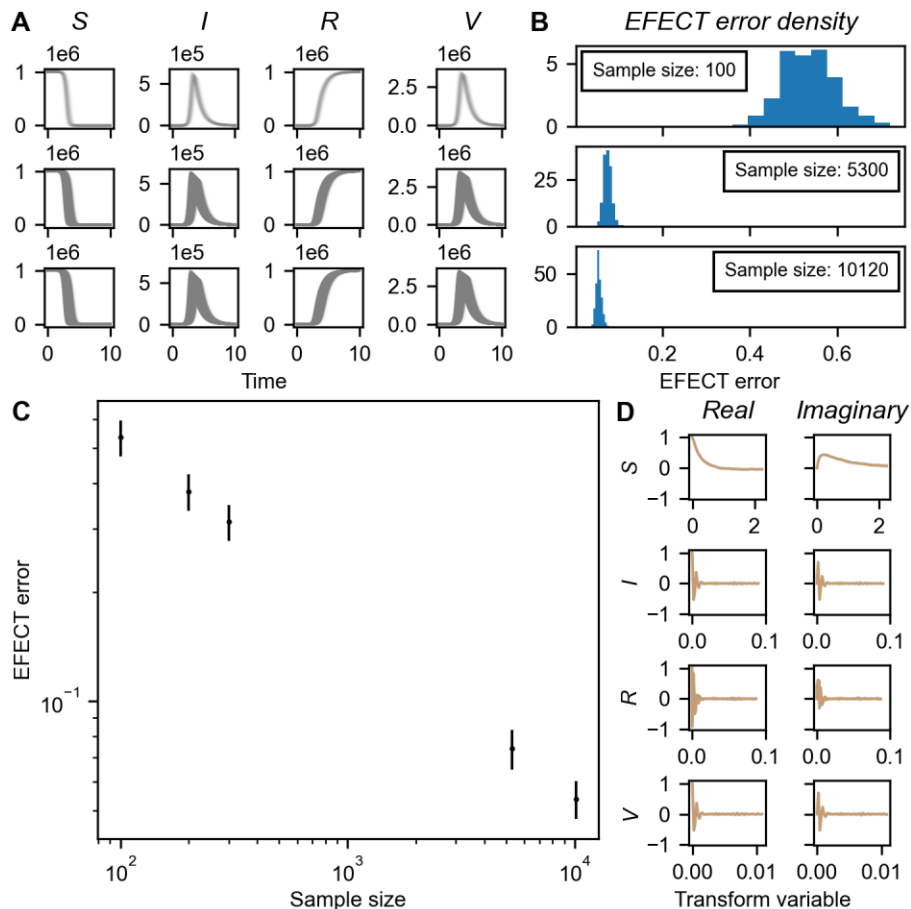 A
S
I
R
V
1e6
1e5
1e6
1e6
1
0
5
0
1
0
2.5
0.0
1e6
1e5
1e6
1e6
1
0
5
0
1
0
2.5
0.0
1e6
1e5
1e6
1e6
1
0
5
0
1
0
2.5
0.0
0 10
0 10
0 10
0 10
Time
B
EFECT error density
5
0
Sample size: 100
25
0
Sample size: 5300
50
0
Sample size: 10120
0.2 0.4 0.6
EFECT error
C
EFECT error
10⁻¹
10² 10³ 10⁴
Sample size
D
Real Imaginary
S
1
0
−1
0 2
0 2
I
1
0
−1
0.0 0.1
0.0 0.1
R
1
0
−1
0.0 0.1
0.0 0.1
V
1
0
−1
0.00 0.01
0.00 0.01
Transform variable